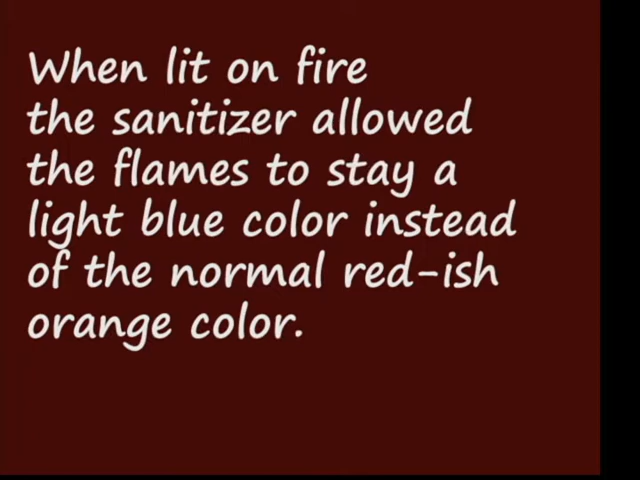 When lit on fire
the sanitizer allowed
the flames to stay a
light blue color instead
of the normal red-ish
orange color.